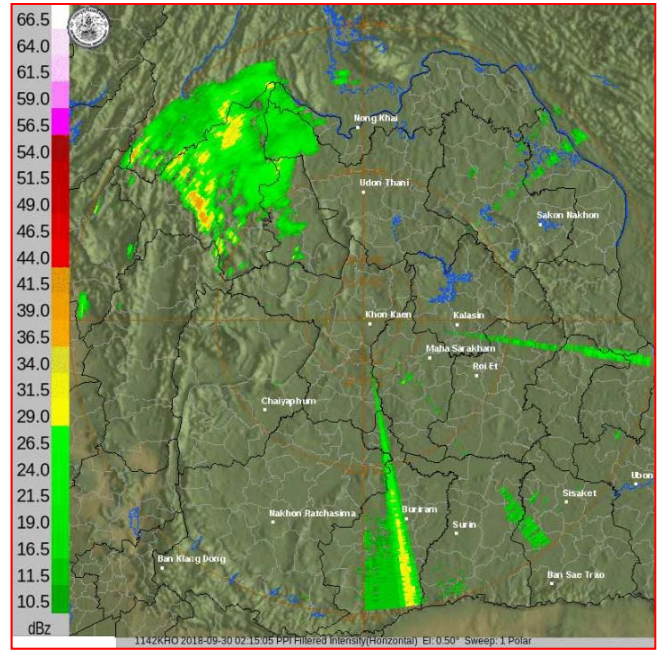 66.5
64.0
61.5
59.0
56.5
54.0
51.5
49.0
46.5
44.0
41.5
39.0
36.5
34.0
31.5
29.0
26.5
24.0
21.5
19.0
16.5
11.5
10.5
dBz
Nong Khai
Udon Thani
Sakon Nakhon
Khon Kaen
Kalasin
Maha Sarakham
Roi Et
Chaiyaphum
Ubon
Sisaket
Buriram
Nakhon Ratchasima
Surin
Ban Klang Dong
Ban Sae Trao
1142KHO 2018-09-30 02:15:05 PPI Filtered Intensity(Horizontal) El: 0.50° Sweep: 1 Polar